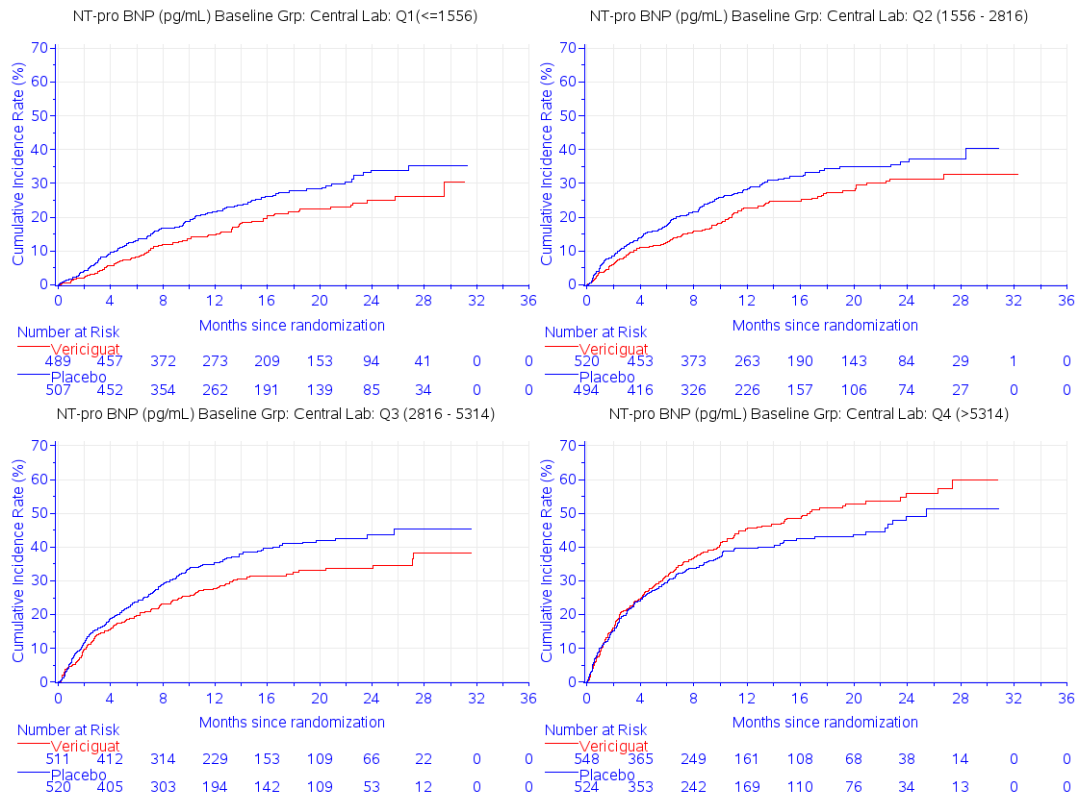 NT-pro BNP (pg/mL) Baseline Grp: Central Lab: Q1(<=1556)
70
60
50
40
30
20
10
0
Cumulative Incidence Rate (%)
0 4 8 12 16 20 24 28 32 36
Months since randomization
Number at Risk
Vericiguat
489 457 372 273 209 153 94 41 0 0
Placebo
507 452 354 262 191 139 85 34 0 0
NT-pro BNP (pg/mL) Baseline Grp: Central Lab: Q2 (1556 - 2816)
70
60
50
40
30
20
10
0
Cumulative Incidence Rate (%)
0 4 8 12 16 20 24 28 32 36
Months since randomization
Number at Risk
Vericiguat
520 453 373 263 190 143 84 29 1 0
Placebo
494 416 326 226 157 106 74 27 0 0
NT-pro BNP (pg/mL) Baseline Grp: Central Lab: Q3 (2816 - 5314)
70
60
50
40
30
20
10
0
Cumulative Incidence Rate (%)
0 4 8 12 16 20 24 28 32 36
Months since randomization
Number at Risk
Vericiguat
511 412 314 229 153 109 66 22 0 0
Placebo
520 405 303 194 142 109 53 12 0 0
NT-pro BNP (pg/mL) Baseline Grp: Central Lab: Q4 (>5314)
70
60
50
40
30
20
10
0
Cumulative Incidence Rate (%)
0 4 8 12 16 20 24 28 32 36
Months since randomization
Number at Risk
Vericiguat
548 365 249 161 108 68 38 14 0 0
Placebo
524 353 242 169 110 76 34 13 0 0